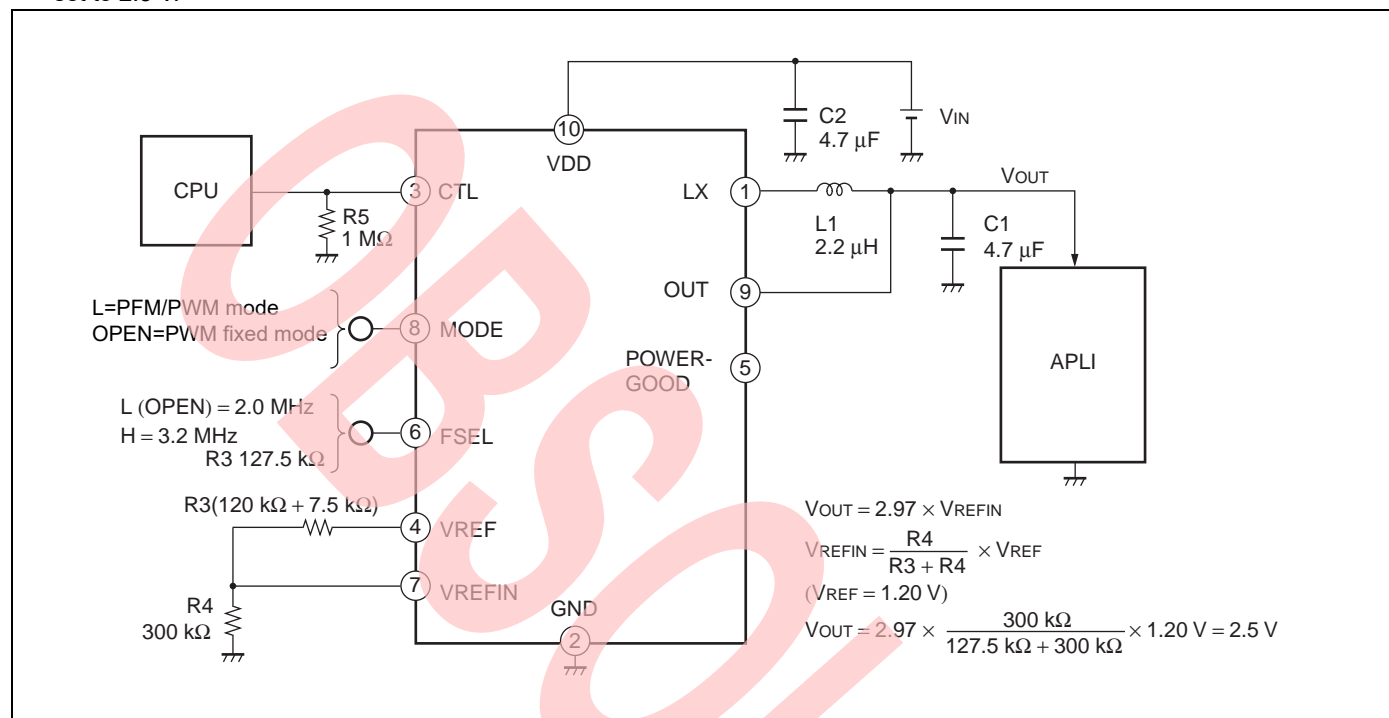 10
VDD
C2
4.7 μF
VIN
CPU
3
CTL
R5
1 MΩ
LX
1
L1
2.2 μH
VOUT
C1
4.7 μF
OUT
9
L=PFM/PWM mode
OPEN=PWM fixed mode
8
MODE
POWER-
GOOD
5
APLI
L (OPEN) = 2.0 MHz
H = 3.2 MHz
R3 127.5 kΩ
6
FSEL
R3(120 kΩ + 7.5 kΩ)
4
VREF
7
VREFIN
R4
300 kΩ
GND
2
VOUT = 2.97 × VREFIN
VREFIN = R4 / R3 + R4 × VREF
(VREF = 1.20 V)
VOUT = 2.97 × 300 kΩ / 127.5 kΩ + 300 kΩ × 1.20 V = 2.5 V
OBSOL